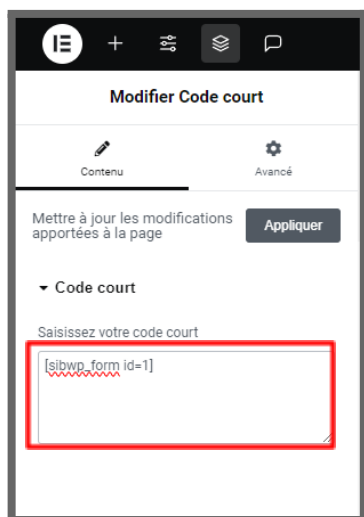 Modifier Code court
Contenu
Avancé
Mettre à jour les modifications
apportées à la page
Appliquer
Code court
Saisissez votre code court
[sibwp_form id=1]